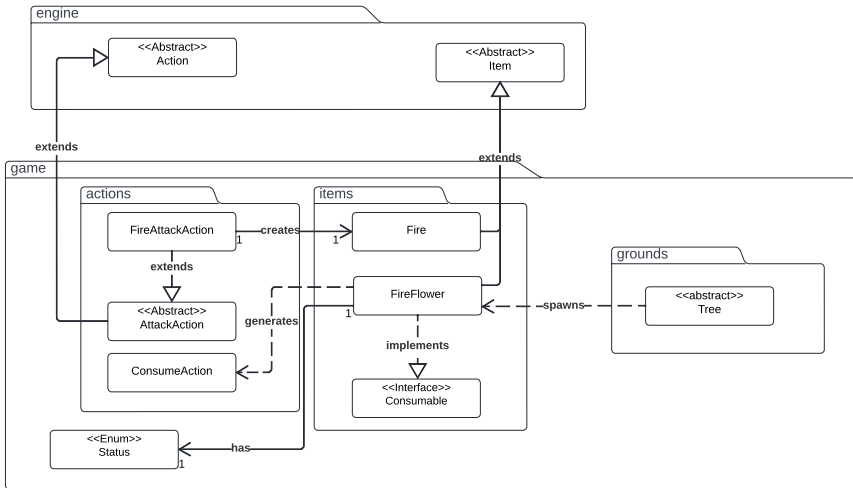 engine
<<Abstract>>
Action
<<Abstract>>
Item
extends
extends
game
actions
items
FireAttackAction
1
creates
1
Fire
grounds
extends
FireFlower
<<abstract>>
Tree
spawns
<<Abstract>>
AttackAction
generates
1
implements
ConsumeAction
<<Interface>>
Consumable
<<Enum>>
Status
1
has